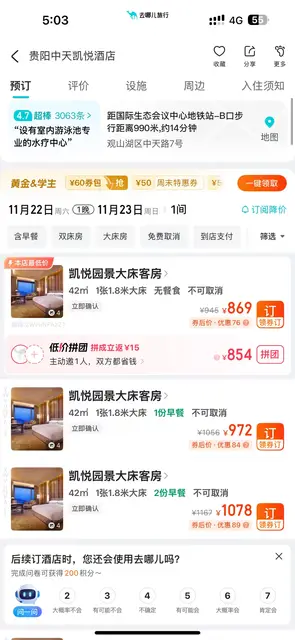 5:03
去哪儿旅行
4G 55
贵阳中天凯悦酒店
收藏 分享 更多
预订 评价 设施 周边 入住须知
4.7 超棒 3063条
“设有室内游泳池专业的水疗中心”
距国际生态会议中心地铁站-B口步行距离990米,约14分钟
观山湖区中天路7号
地图
黄金&学生 ¥60券包 抢 ¥50 周末特惠券 一键领取
11月22日 周六 1晚 11月23日 周日 1间 订阅降价
含早餐 双床房 大床房 免费取消 到店支付 筛选
本店最低价
凯悦园景大床客房
42㎡ 1张1.8米大床 无餐食 不可取消
立即确认
¥945 ¥869
券后价·优惠76
订
领券订
4
低价拼团 拼成立返¥15
主动邀1人,双方都省钱
¥854 拼团
凯悦园景大床客房
42㎡ 1张1.8米大床 1份早餐 不可取消
立即确认
¥1056 ¥972
券后价·优惠84
订
领券订
4
凯悦园景大床客房
42㎡ 1张1.8米大床 2份早餐 不可取消
立即确认
¥1167 ¥1078
券后价·优惠89
订
领券订
4
后续订酒店时,您还会使用去哪儿吗?
完成问卷可获得200积分~
问一问
2 3 4 5 6 7
大概率不会 有可能不会 不确定 有可能会 大概率会 肯定会